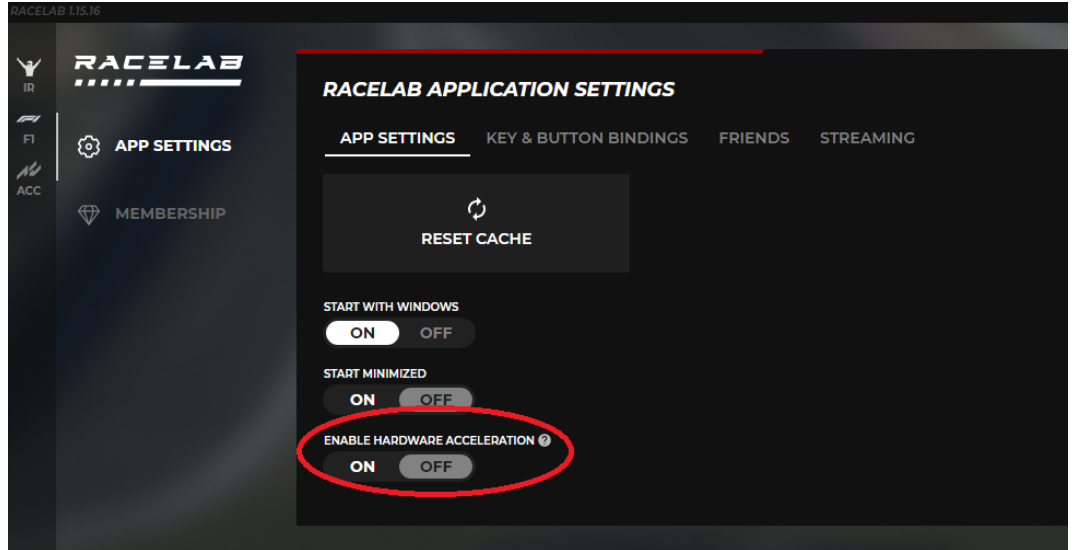 RACELAB 1.15.16
IR
F1
ACC
RACELAB
APP SETTINGS
MEMBERSHIP
RACELAB APPLICATION SETTINGS
APP SETTINGS KEY & BUTTON BINDINGS FRIENDS STREAMING
RESET CACHE
START WITH WINDOWS
ON OFF
START MINIMIZED
ON OFF
ENABLE HARDWARE ACCELERATION ?
ON OFF